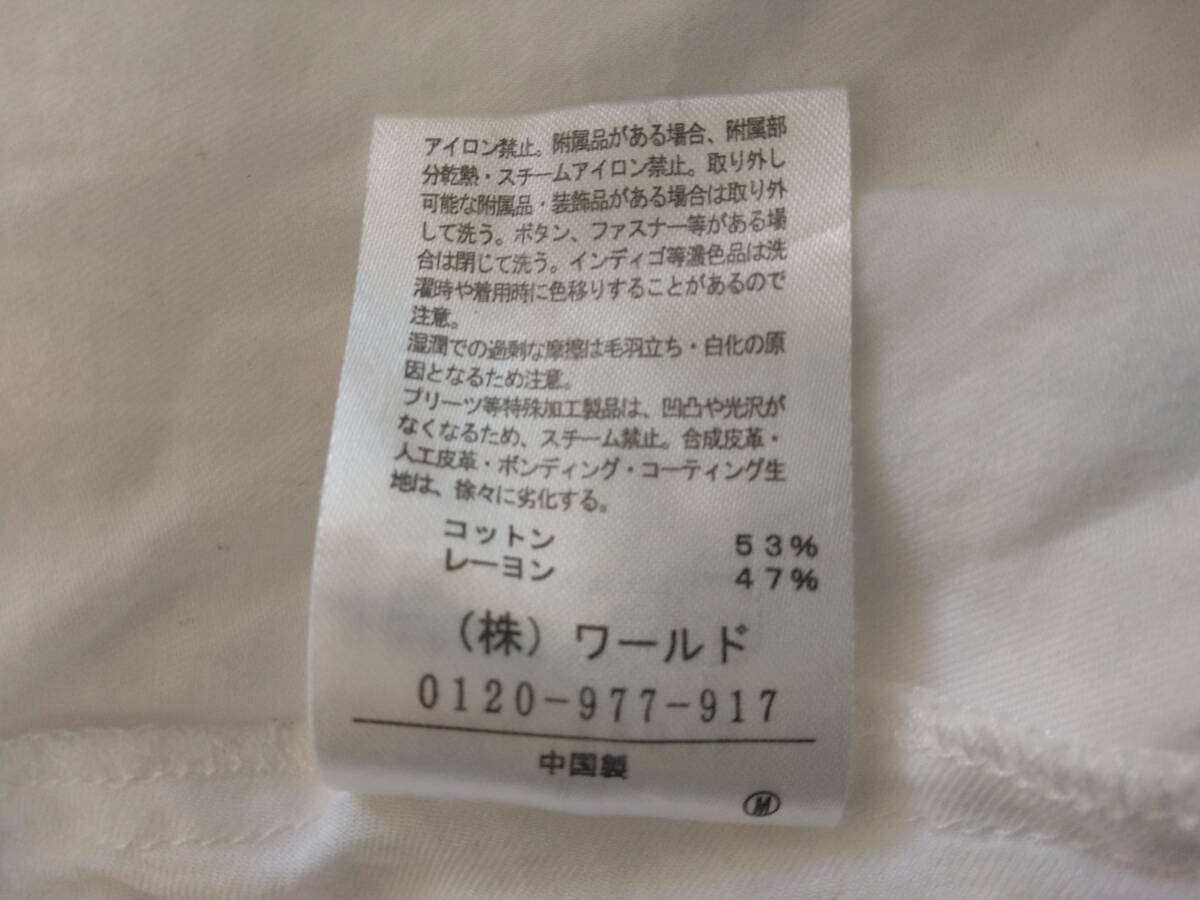 アイロン禁止。附属品がある場合、附属部
分乾熱・スチームアイロン禁止。取り外し
可能な附属品・装飾品がある場合は取り外
して洗う。ボタン、ファスナー等がある場
合は閉じて洗う。インディゴ等濃色品は洗
濯時や着用時に色移りすることがあるので
注意。
湿潤での過剰な摩擦は毛羽立ち・白化の原
因となるため注意。
プリーツ等特殊加工製品は、凹凸や光沢が
なくなるため、スチーム禁止。合成皮革・
人工皮革・ボンディング・コーティング生
地は、徐々に劣化する。
コットン 53%
レーヨン 47%
(株)ワールド
0120-977-917
中国製
M